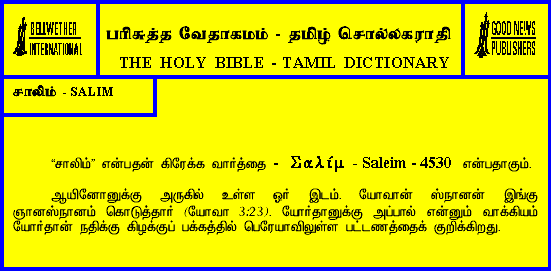 BELLWETHER
INTERNATIONAL
பரிசுத்த வேதாகமம் - தமிழ் சொல்லகராதி
THE HOLY BIBLE - TAMIL DICTIONARY
GOOD NEWS
PUBLISHERS
சாலிம் - SALIM
“சாலிம்” என்பதன் கிரேக்க வார்த்தை - Σαλίμ - Saleim - 4530 என்பதாகும்.
ஆயினோனுக்கு அருகில் உள்ள ஓர் இடம். யோவான் ஸ்நானன் இங்கு
ஞானஸ்நானம் கொடுத்தார் (யோவா 3:23). யோர்தானுக்கு அப்பால் என்னும் வாக்கியம்
யோர்தான் நதிக்கு கிழக்குப் பக்கத்தில் பெரேயாவிலுள்ள பட்டணத்தைக் குறிக்கிறது.